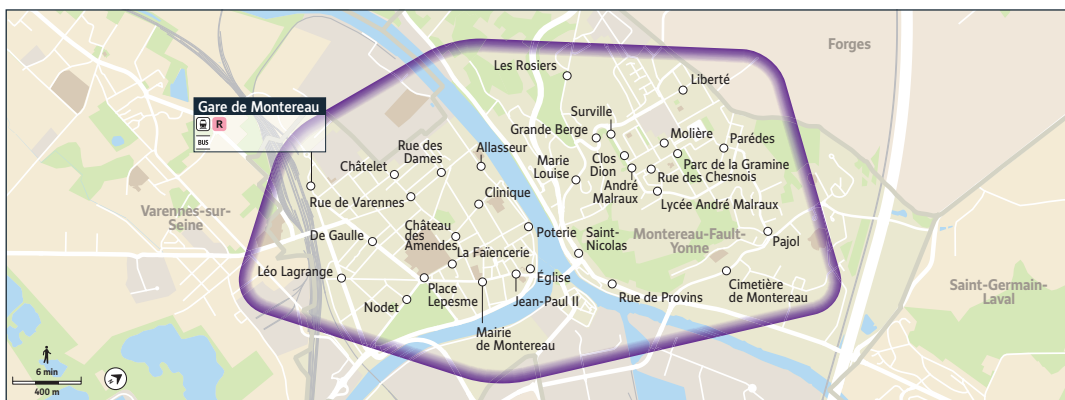 Forges
Les Rosiers
Liberté
Gare de Montereau
R
BUS
Surville
Grande Berge
Molière
Parédes
Rue des
Dames
Allasseur
Châtelet
Marie
Louise
Clos
Dion
Parc de la Gramine
André
Malraux
Rue des Chesnois
Rue de Varennes
Clinique
Lycée André Malraux
Varennes-sur-
Seine
De Gaulle
Château
des
Amendes
Poterie
Saint-
Nicolas
Montereau-Fault-
Yonne
Pajol
La Faïencerie
Léo Lagrange
Église
Place
Lepesme
Jean-Paul II
Nodet
Rue de Provins
Cimetière
de Montereau
Saint-Germain-
Laval
Mairie
de Montereau
6 min
400 m